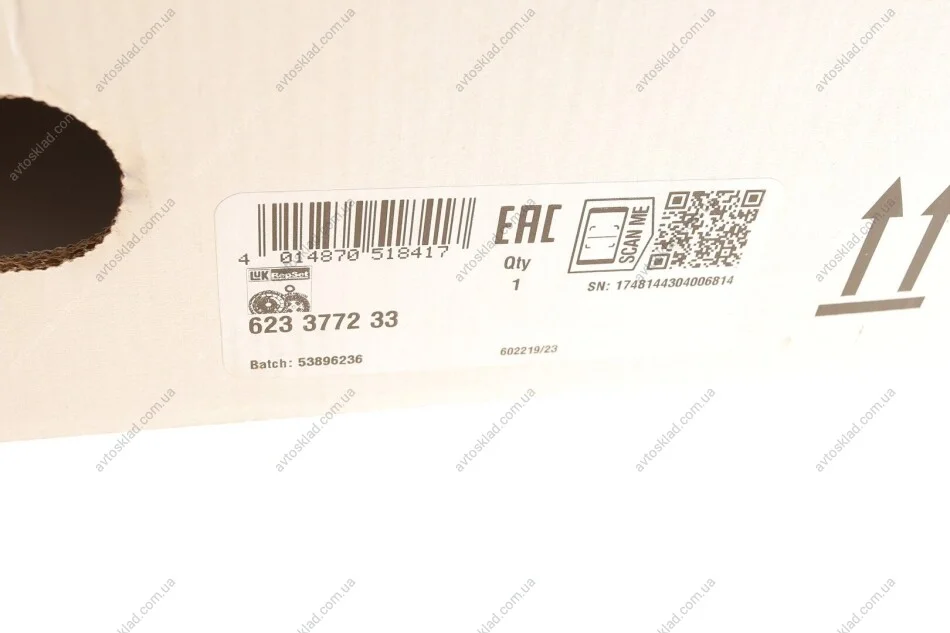 4 014870 518417
EAC
SCAN ME
LuK RepSet
Qty
1
SN: 1748144304006814
623 3772 33
Batch: 53896236
602219/23
avtosklad.com.ua